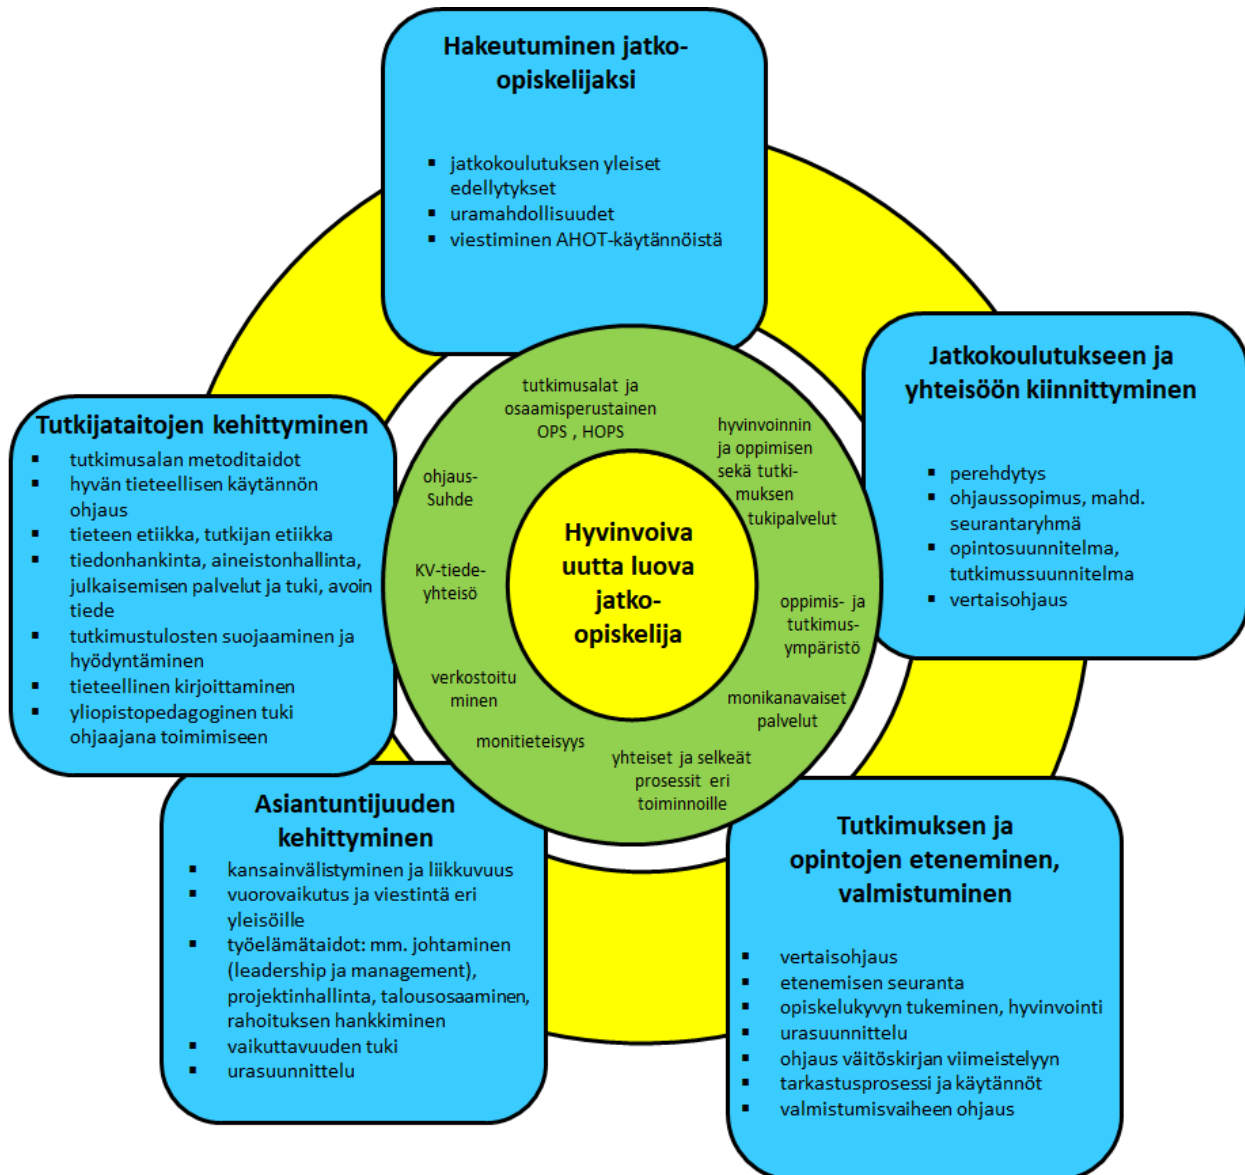 Hakeutuminen jatko-
opiskelijaksi
▪ jatkokoulutuksen yleiset
edellytykset
▪ uramahdollisuudet
▪ viestiminen AHOT-käytännöistä
Jatkokoulutukseen ja
yhteisöön kiinnittyminen
▪ perehdytys
▪ ohjaussopimus, mahd.
seurantaryhmä
▪ opintosuunnitelma,
tutkimussuunnitelma
▪ vertaisohjaus
Tutkimuksen ja
opintojen eteneminen,
valmistuminen
▪ vertaisohjaus
▪ etenemisen seuranta
▪ opiskelukyvyn tukeminen, hyvinvointi
▪ urasuunnittelu
▪ ohjaus väitöskirjan viimeistelyyn
▪ tarkastusprosessi ja käytännöt
▪ valmistumisvaiheen ohjaus
Asiantuntijuuden
kehittyminen
▪ kansainvälistyminen ja liikkuvuus
▪ vuorovaikutus ja viestintä eri
yleisöille
▪ työelämätaidot: mm. johtaminen
(leadership ja management),
projektinhallinta, talousosaaminen,
rahoituksen hankkiminen
▪ vaikuttavuuden tuki
▪ urasuunnittelu
Tutkijataitojen kehittyminen
▪ tutkimusalan metoditaidot
▪ hyvän tieteellisen käytännön
ohjaus
▪ tieteen etiikka, tutkijan etiikka
▪ tiedonhankinta, aineistonhallinta,
julkaisemisen palvelut ja tuki, avoin
tiede
▪ tutkimustulosten suojaaminen ja
hyödyntäminen
▪ tieteellinen kirjoittaminen
▪ yliopistopedagoginen tuki
ohjaajana toimimiseen
tutkimusalat ja
osaamisperustainen
OPS , HOPS
hyvinvoinnin
ja oppimisen
sekä tutki-
muksen
tukipalvelut
oppimis- ja
tutkimus-
ympäristö
monikanavaiset
palvelut
yhteiset ja selkeät
prosessit eri
toiminnoille
monitieteisyys
verkostoitu
minen
KV-tiede-
yhteisö
ohjaus-
Suhde
Hyvinvoiva
uutta luova
jatko-
opiskelija